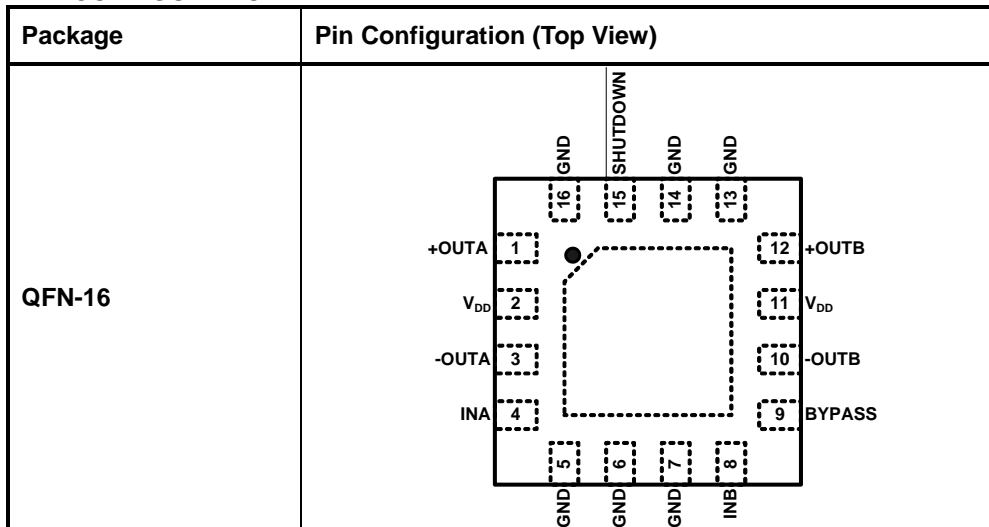 Package
Pin Configuration (Top View)
QFN-16
GND
SHUTDOWN
GND
GND
16
15
14
13
+OUTA 1
12 +OUTB
VDD 2
11 VDD
-OUTA 3
10 -OUTB
INA 4
9 BYPASS
5
6
7
8
GND
GND
GND
INB